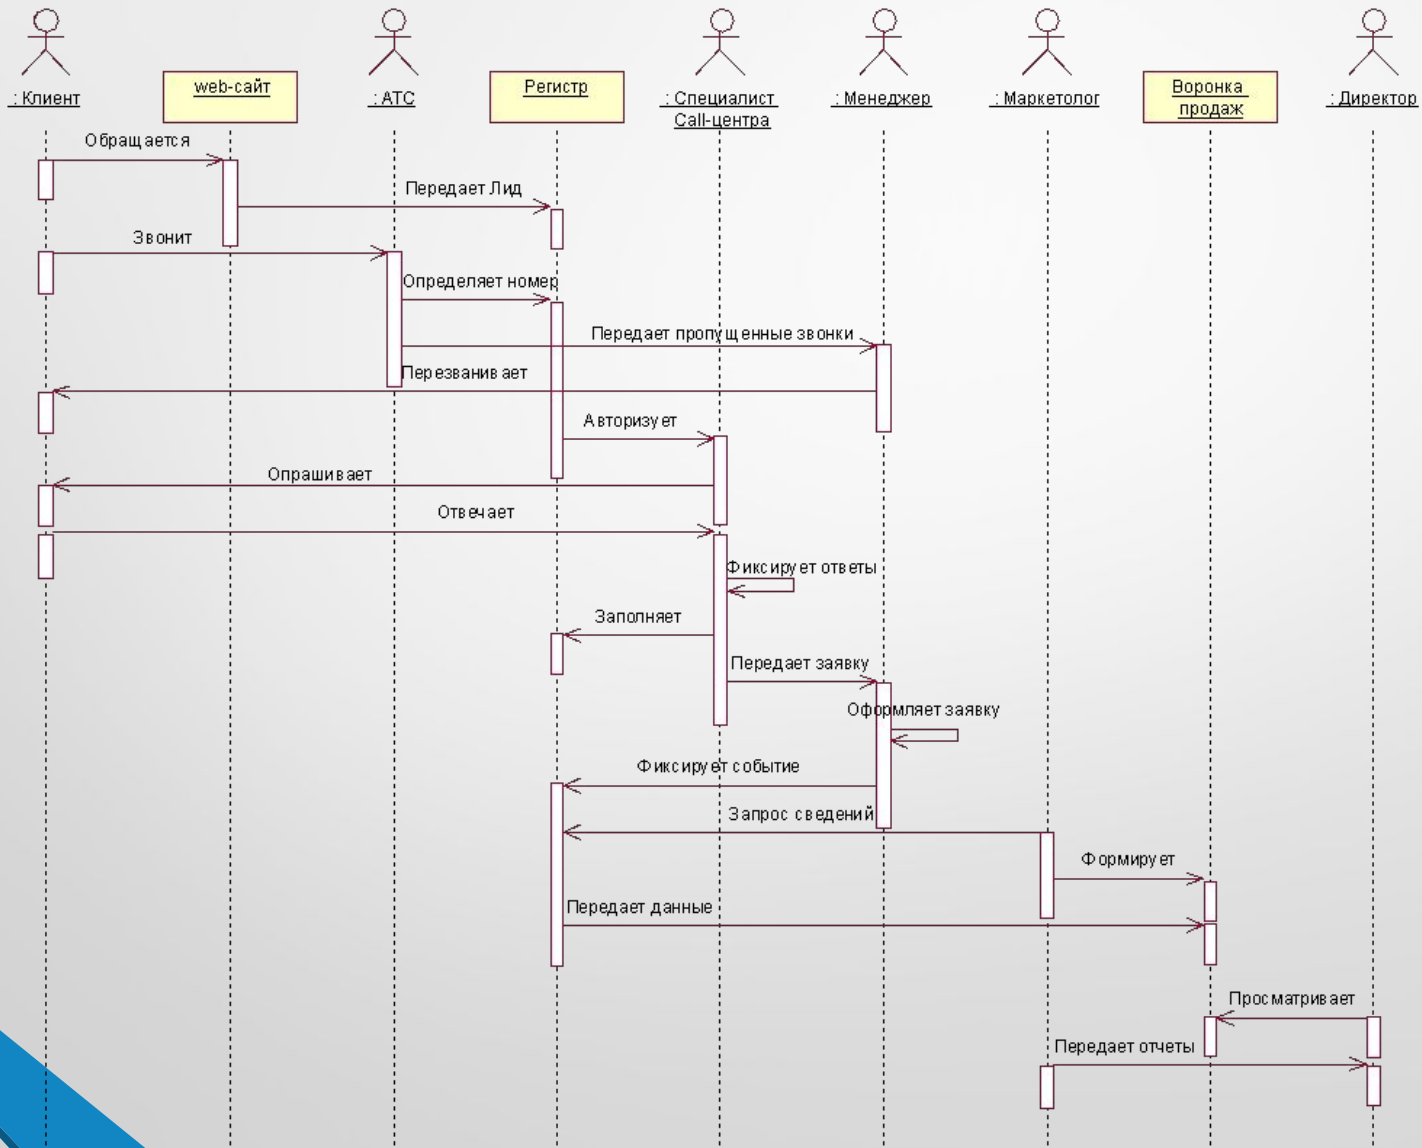 : Клиент
web-сайт
: АТС
Регистр
: Специалист
Call-центра
: Менеджер
: Маркетолог
Воронка
продаж
: Директор
Обращается
Передает Лид
Звонит
Определяет номер
Передает пропущенные звонки
Перезванивает
Авторизует
Опрашивает
Отвечает
Фиксирует ответы
Заполняет
Передает заявку
Оформляет заявку
Фиксирует событие
Запрос сведений
Формирует
Передает данные
Просматривает
Передает отчеты